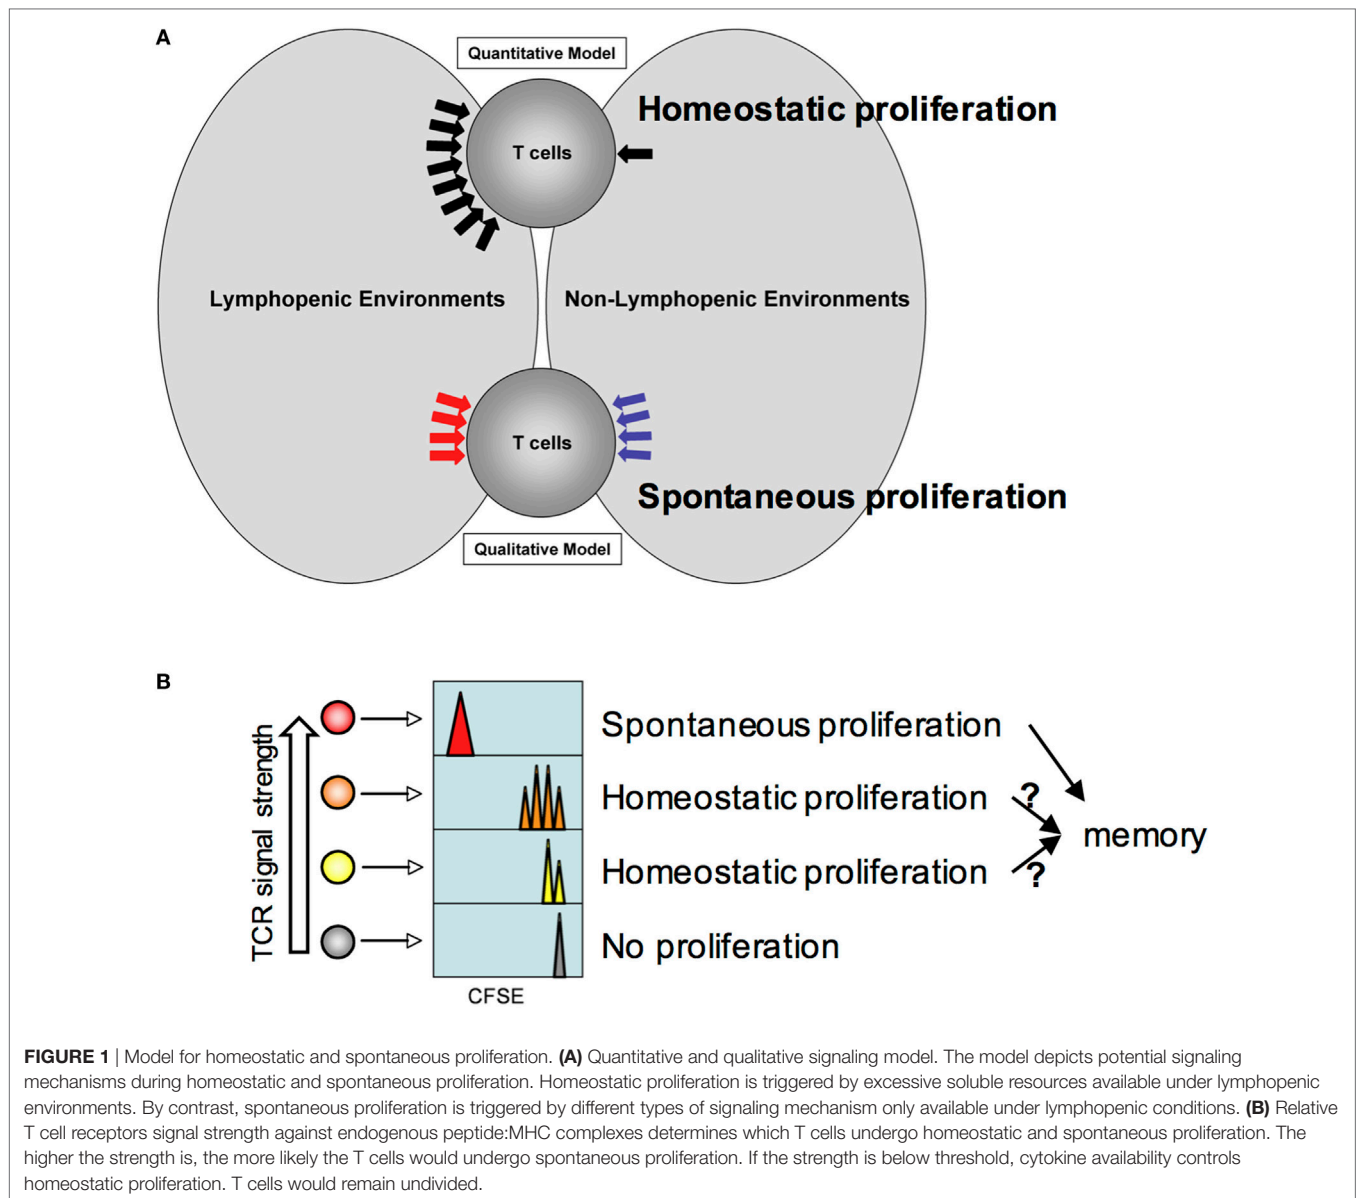 A
Quantitative Model
Homeostatic proliferation
T cells
Lymphopenic Environments
Non-Lymphopenic Environments
T cells
Spontaneous proliferation
Qualitative Model
B
TCR signal strength
Spontaneous proliferation
Homeostatic proliferation
?
memory
Homeostatic proliferation
?
No proliferation
CFSE
FIGURE 1 | Model for homeostatic and spontaneous proliferation. (A) Quantitative and qualitative signaling model. The model depicts potential signaling
mechanisms during homeostatic and spontaneous proliferation. Homeostatic proliferation is triggered by excessive soluble resources available under lymphopenic
environments. By contrast, spontaneous proliferation is triggered by different types of signaling mechanism only available under lymphopenic conditions. (B) Relative
T cell receptors signal strength against endogenous peptide:MHC complexes determines which T cells undergo homeostatic and spontaneous proliferation. The
higher the strength is, the more likely the T cells would undergo spontaneous proliferation. If the strength is below threshold, cytokine availability controls
homeostatic proliferation. T cells would remain undivided.